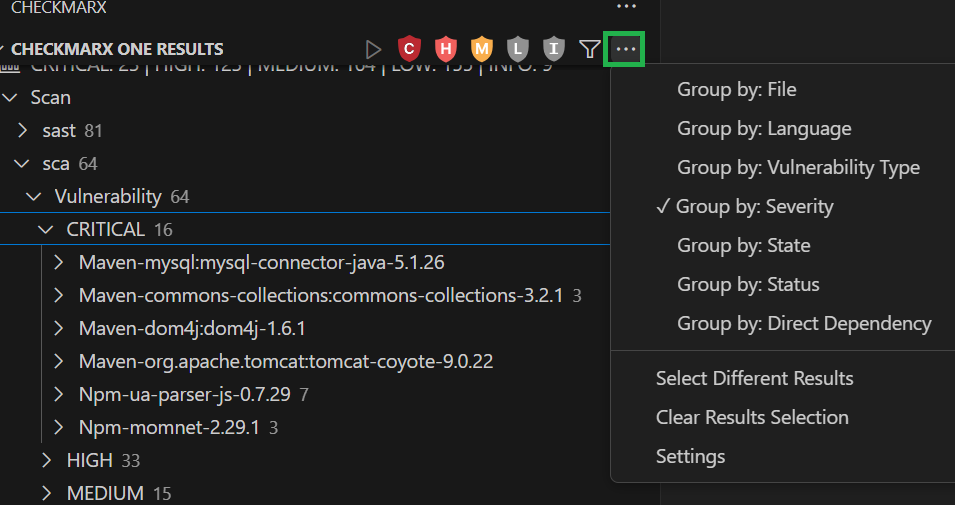 CHECKMARX
CHECKMARX ONE RESULTS
C H M L I
CRITICAL: 25 | HIGH: 123 | MEDIUM: 164 | LOW: 155 | INFO: 9
Scan
sast 81
sca 64
Vulnerability 64
CRITICAL 16
Maven-mysql:mysql-connector-java-5.1.26
Maven-commons-collections:commons-collections-3.2.1 3
Maven-dom4j:dom4j-1.6.1
Maven-org.apache.tomcat:tomcat-coyote-9.0.22
Npm-ua-parser-js-0.7.29 7
Npm-momnet-2.29.1 3
HIGH 33
MEDIUM 15
Group by: File
Group by: Language
Group by: Vulnerability Type
✓ Group by: Severity
Group by: State
Group by: Status
Group by: Direct Dependency
Select Different Results
Clear Results Selection
Settings